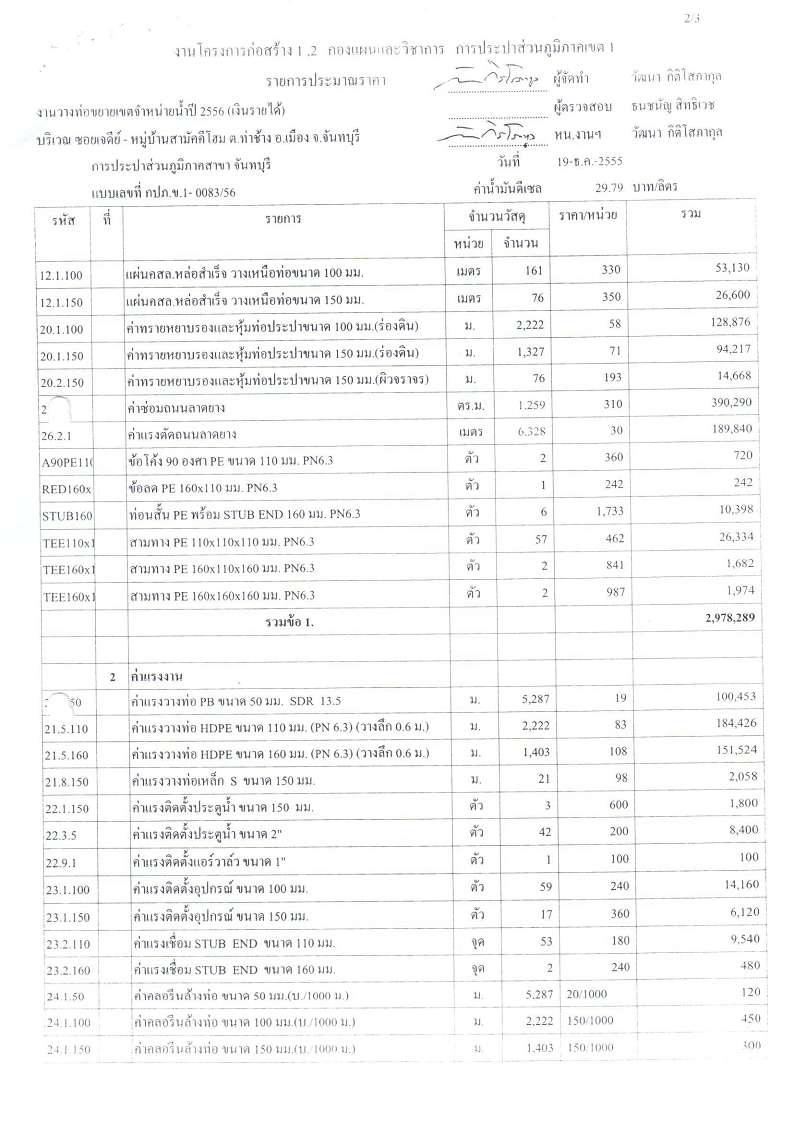 2/3
งานโครงการก่อสร้าง 1 ,2 กองแผนและวิชาการ การประปาส่วนภูมิภาคเขต 1
รายการประมาณราคา ผู้จัดทำ วัฒนา กิติโสภากุล
งานวางท่อขยายเขตจำหน่ายน้ำปี 2556 (เงินรายได้) ผู้ตรวจสอบ ธนชนัญ สิทธิเวช
บริเวณ ซอยเจดีย์ - หมู่บ้านสามัคคีโฮม ต.ท่าช้าง อ.เมือง จ.จันทบุรี หน.งานฯ วัฒนา กิติโสภากุล
การประปาส่วนภูมิภาคสาขา จันทบุรี วันที่ 19-ธ.ค.-2555
แบบเลขที่ กปภ.ข.1- 0083/56 ค่าน้ำมันดีเซล 29.79 บาท/ลิตร
รหัส ที่ รายการ จำนวนวัสดุ ราคา/หน่วย รวม
หน่วย จำนวน
12.1.100 แผ่นคสล.หล่อสำเร็จ วางเหนือท่อขนาด 100 มม. เมตร 161 330 53,130
12.1.150 แผ่นคสล.หล่อสำเร็จ วางเหนือท่อขนาด 150 มม. เมตร 76 350 26,600
20.1.100 ค่าทรายหยาบรองและหุ้มท่อประปาขนาด 100 มม.(ร่องดิน) ม. 2,222 58 128,876
20.1.150 ค่าทรายหยาบรองและหุ้มท่อประปาขนาด 150 มม.(ร่องดิน) ม. 1,327 71 94,217
20.2.150 ค่าทรายหยาบรองและหุ้มท่อประปาขนาด 150 มม.(ผิวจราจร) ม. 76 193 14,668
2 ค่าซ่อมถนนลาดยาง ตร.ม. 1,259 310 390,290
26.2.1 ค่าแรงตัดถนนลาดยาง เมตร 6,328 30 189,840
A90PE110 ข้อโค้ง 90 องศา PE ขนาด 110 มม. PN6.3 ตัว 2 360 720
RED160x ข้อลด PE 160x110 มม. PN6.3 ตัว 1 242 242
STUB160 ท่อนสั้น PE พร้อม STUB END 160 มม. PN6.3 ตัว 6 1,733 10,398
TEE110x1 สามทาง PE 110x110x110 มม. PN6.3 ตัว 57 462 26,334
TEE160x1 สามทาง PE 160x110x160 มม. PN6.3 ตัว 2 841 1,682
TEE160x1 สามทาง PE 160x160x160 มม. PN6.3 ตัว 2 987 1,974
รวมข้อ 1. 2,978,289
2 ค่าแรงงาน
50 ค่าแรงวางท่อ PB ขนาด 50 มม. SDR 13.5 ม. 5,287 19 100,453
21.5.110 ค่าแรงวางท่อ HDPE ขนาด 110 มม. (PN 6.3) (วางลึก 0.6 ม.) ม. 2,222 83 184,426
21.5.160 ค่าแรงวางท่อ HDPE ขนาด 160 มม. (PN 6.3) (วางลึก 0.6 ม.) ม. 1,403 108 151,524
21.8.150 ค่าแรงวางท่อเหล็ก S ขนาด 150 มม. ม. 21 98 2,058
22.1.150 ค่าแรงติดตั้งประตูน้ำ ขนาด 150 มม. ตัว 3 600 1,800
22.3.5 ค่าแรงติดตั้งประตูน้ำ ขนาด 2" ตัว 42 200 8,400
22.9.1 ค่าแรงติดตั้งแอร์วาล์ว ขนาด 1" ตัว 1 100 100
23.1.100 ค่าแรงติดตั้งอุปกรณ์ ขนาด 100 มม. ตัว 59 240 14,160
23.1.150 ค่าแรงติดตั้งอุปกรณ์ ขนาด 150 มม. ตัว 17 360 6,120
23.2.110 ค่าแรงเชื่อม STUB END ขนาด 110 มม. จุด 53 180 9,540
23.2.160 ค่าแรงเชื่อม STUB END ขนาด 160 มม. จุด 2 240 480
24.1.50 ค่าคลอรีนล้างท่อ ขนาด 50 มม.(บ./1000 ม.) ม. 5,287 20/1000 120
24.1.100 ค่าคลอรีนล้างท่อ ขนาด 100 มม.(บ./1000 ม.) ม. 2,222 150/1000 450
24.1.150 ค่าคลอรีนล้างท่อ ขนาด 150 มม.(บ./1000 ม.) ม. 1,403 150/1000 300